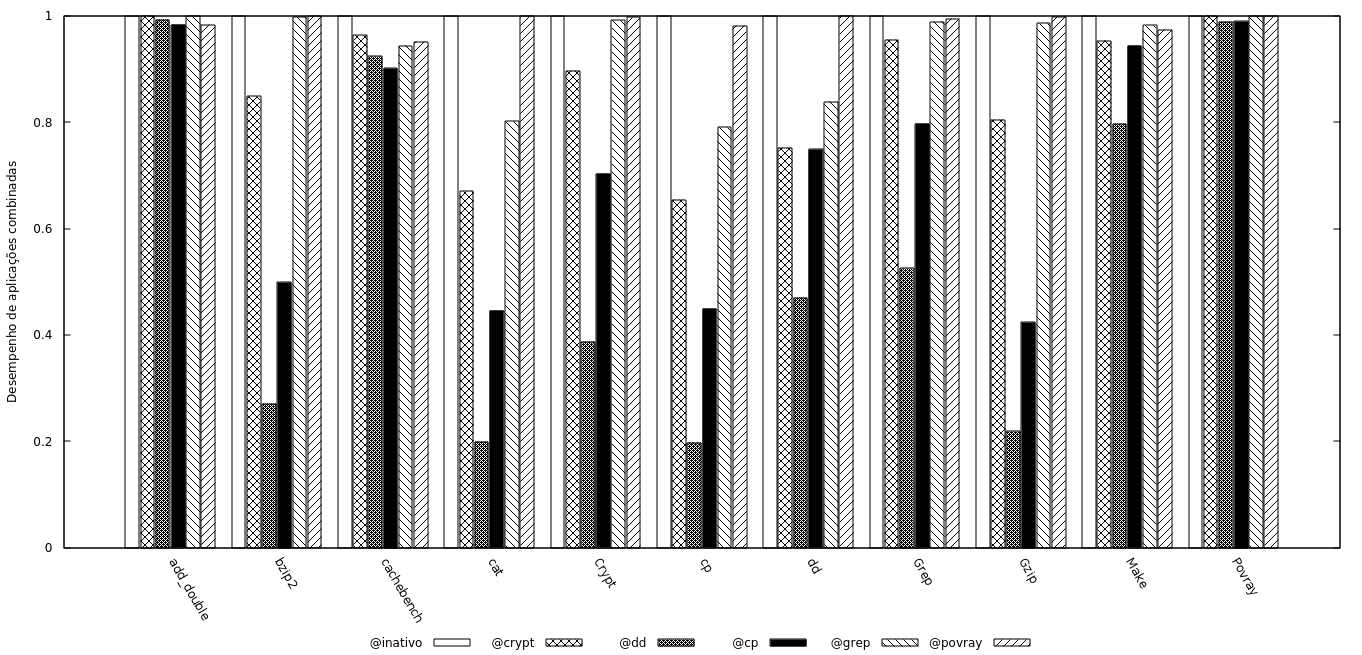 Desempenho de aplicações combinadas
1
0.8
0.6
0.4
0.2
0
add_double
bzip2
cachebench
cat
Crypt
cp
dd
Grep
Gzip
Make
Povray
@inativo @crypt @dd @cp @grep @povray